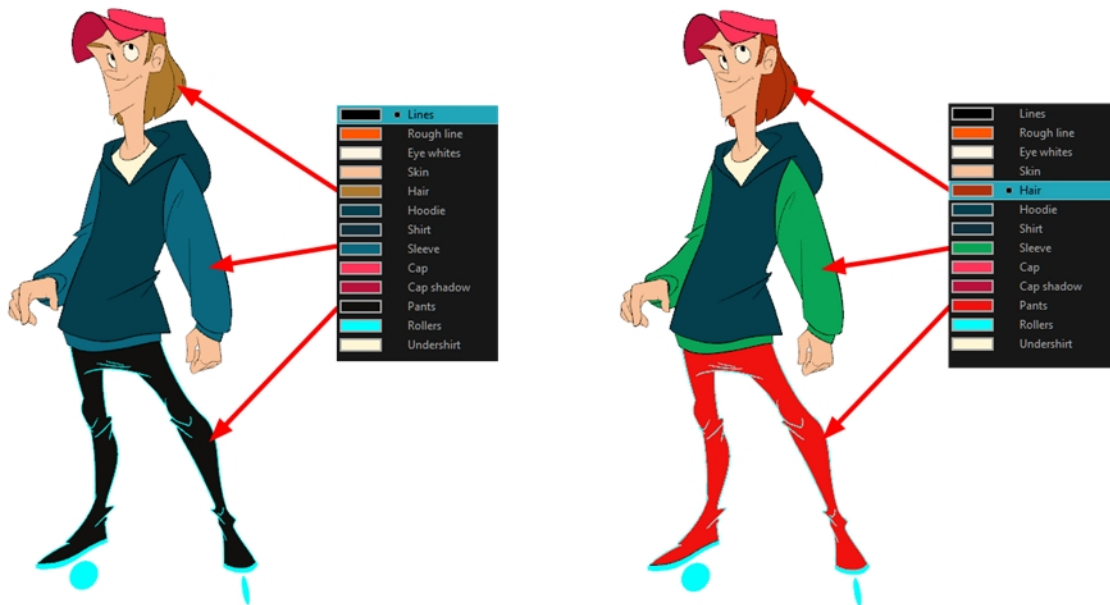 Lines
Rough line
Eye whites
Skin
Hair
Hoodie
Shirt
Sleeve
Cap
Cap shadow
Pants
Rollers
Undershirt
Lines
Rough line
Eye whites
Skin
Hair
Hoodie
Shirt
Sleeve
Cap
Cap shadow
Pants
Rollers
Undershirt